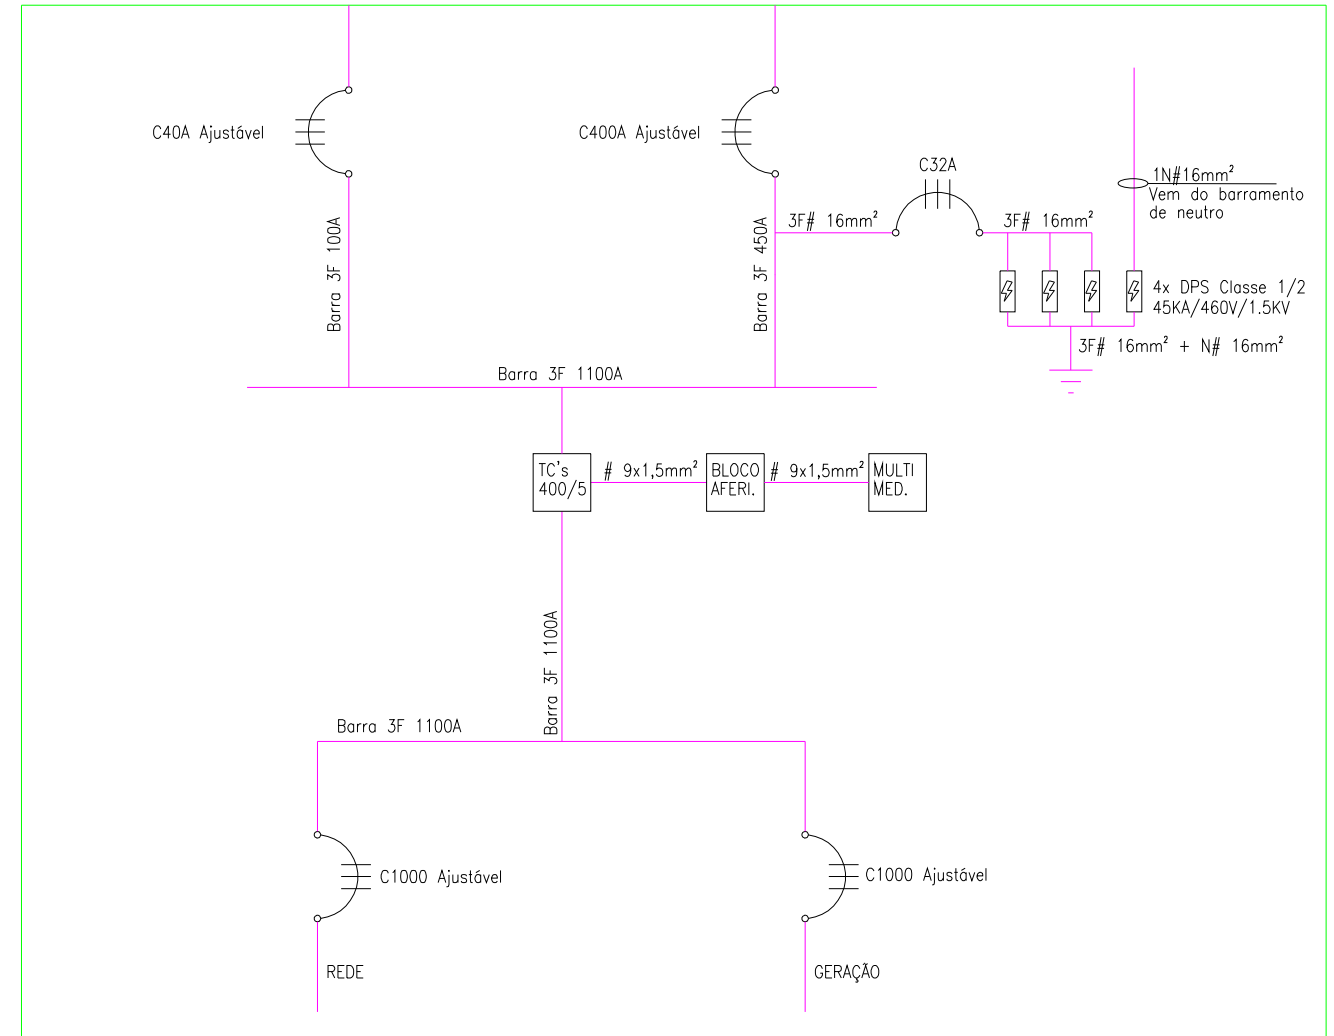 C40A Ajustável
C400A Ajustável
C32A
1N#16mm²
Vem do barramento
de neutro
Barra 3F 100A
Barra 3F 450A
3F# 16mm²
3F# 16mm²
4x DPS Classe 1/2
45KA/460V/1.5KV
3F# 16mm² + N# 16mm²
Barra 3F 1100A
TC's
400/5
# 9x1,5mm²
BLOCO
AFERI.
# 9x1,5mm²
MULTI
MED.
Barra 3F 1100A
Barra 3F 1100A
C1000 Ajustável
C1000 Ajustável
REDE
GERAÇÃO